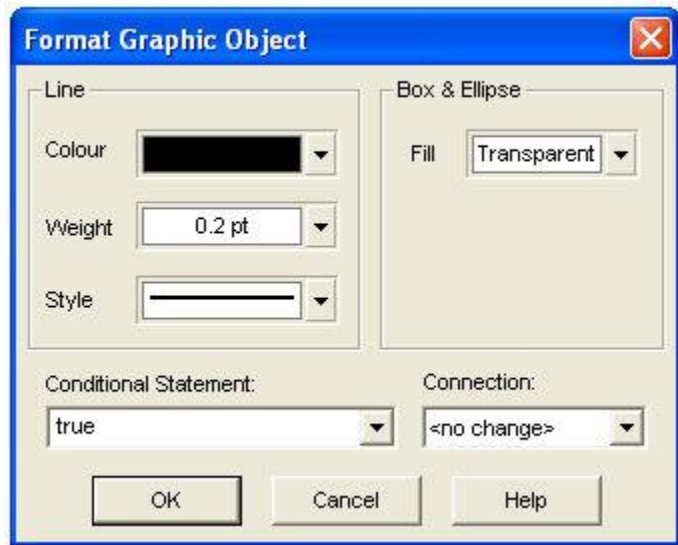 Format Graphic Object
Line
Colour
Weight
0.2 pt
Style
Box & Ellipse
Fill
Transparent
Conditional Statement:
true
Connection:
<no change>
OK
Cancel
Help